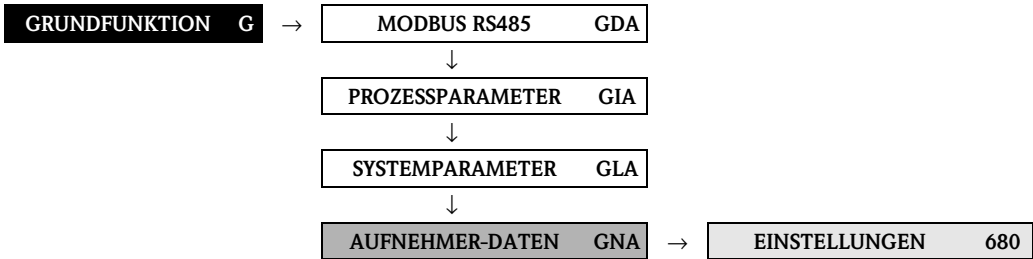 GRUNDFUNKTION G → MODBUS RS485 GDA
↓
PROZESSPARAMETER GIA
↓
SYSTEMPARAMETER GLA
↓
AUFNEHMER-DATEN GNA → EINSTELLUNGEN 680